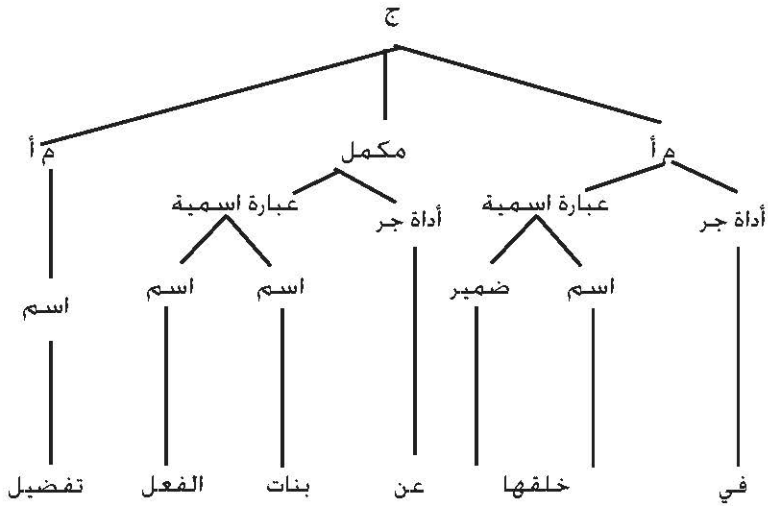 ج
م أ مكمل م أ
أداة جر عبارة اسمية أداة جر عبارة اسمية
اسم ضمير اسم اسم اسم
في خلقها عن بنات الفعل تفضيل